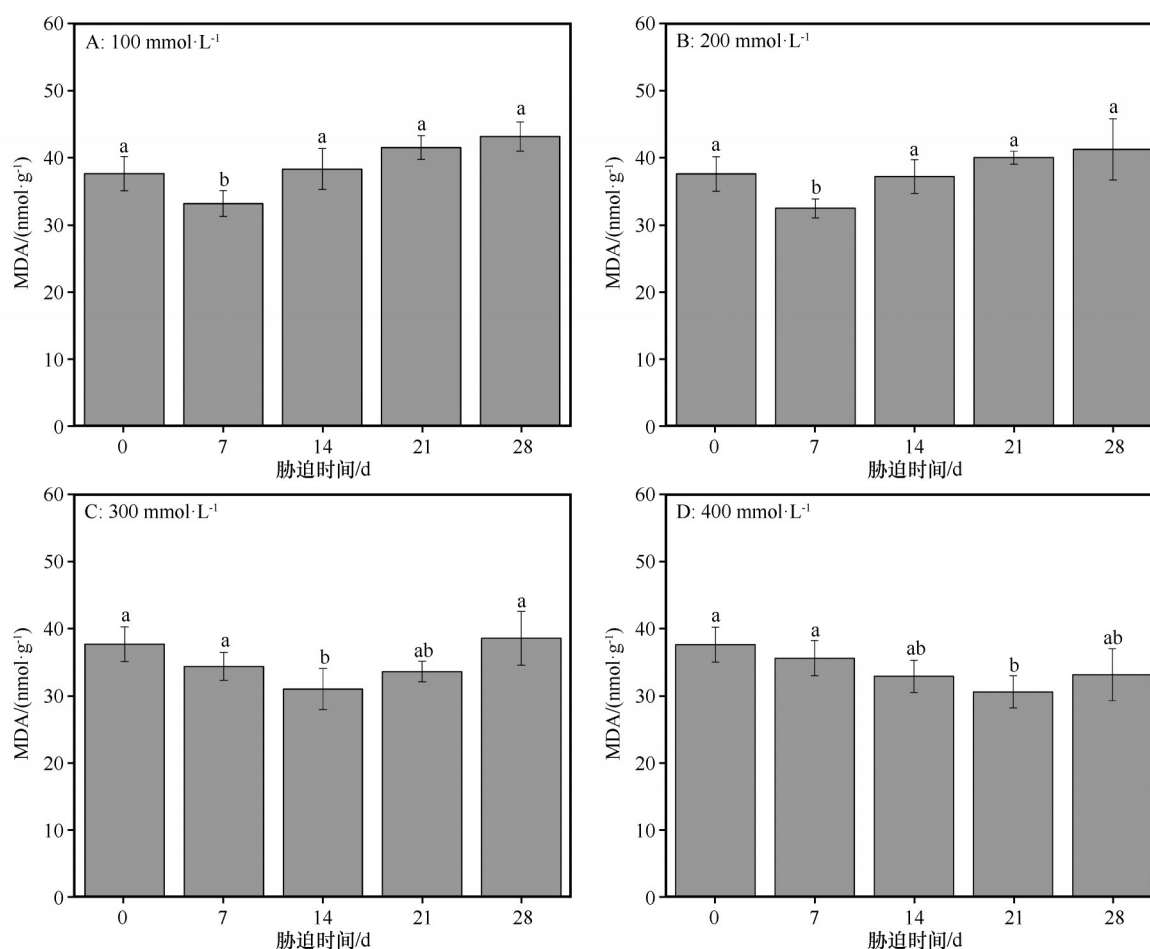 A: 100 mmol·L⁻¹
60
50
40
30
20
10
0
MDA/(nmol·g⁻¹)
a
b
a
a
a
0 7 14 21 28
胁迫时间/d
B: 200 mmol·L⁻¹
60
50
40
30
20
10
0
MDA/(nmol·g⁻¹)
a
b
a
a
a
0 7 14 21 28
胁迫时间/d
C: 300 mmol·L⁻¹
60
50
40
30
20
10
0
MDA/(nmol·g⁻¹)
a
a
b
ab
a
0 7 14 21 28
胁迫时间/d
D: 400 mmol·L⁻¹
60
50
40
30
20
10
0
MDA/(nmol·g⁻¹)
a
a
ab
b
ab
0 7 14 21 28
胁迫时间/d